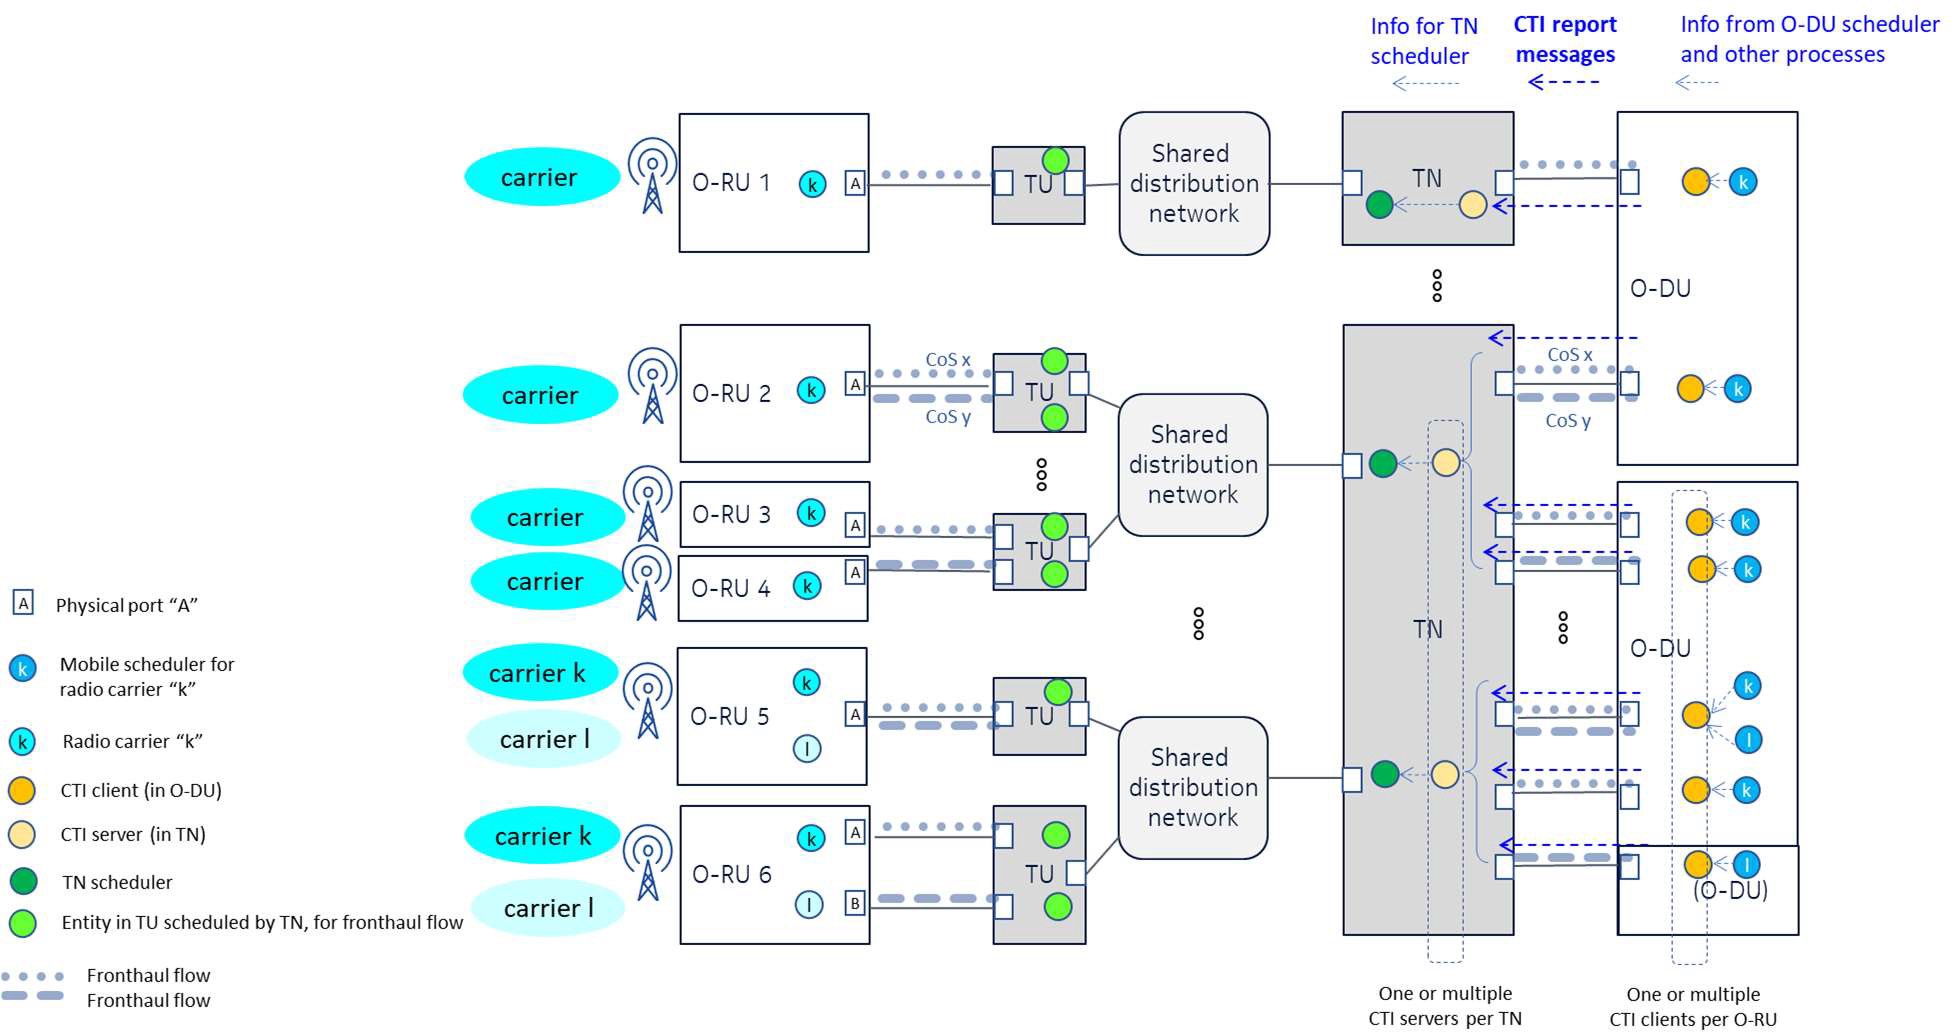 Info for TN
scheduler
CTI report
messages
Info from O-DU scheduler
and other processes
carrier
O-RU 1
k
A
TU
Shared
distribution
network
TN
k
O-DU
carrier
O-RU 2
k
A
CoS x
CoS y
TU
Shared
distribution
network
CoS x
CoS y
k
carrier
O-RU 3
k
A
TU
k
carrier
O-RU 4
k
A
k
TN
O-DU
carrier k
carrier l
O-RU 5
k
l
A
TU
Shared
distribution
network
k
l
k
carrier k
carrier l
O-RU 6
k
l
A
B
TU
l
(O-DU)
A
Physical port “A”
k
Mobile scheduler for
radio carrier “k”
k
Radio carrier “k”
CTI client (in O-DU)
CTI server (in TN)
TN scheduler
Entity in TU scheduled by TN, for fronthaul flow
Fronthaul flow
Fronthaul flow
One or multiple
CTI servers per TN
One or multiple
CTI clients per O-RU